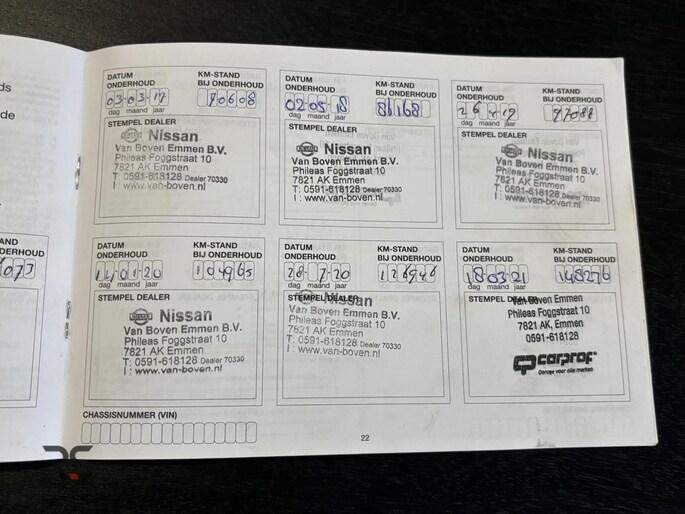 ds
de
AND
ONDERHOUD
DATUM
ONDERHOUD
KM-STAND
BIJ ONDERHOUD
03-03-17
70608
dag maand jaar
STEMPEL DEALER
Nissan
Van Boven Emmen B.V.
Phileas Foggstraat 10
7821 AK Emmen
T: 0591-618128 Dealer 70330
I : www.van-boven.nl
DATUM
ONDERHOUD
KM-STAND
BIJ ONDERHOUD
02-05-18
86168
dag maand jaar
STEMPEL DEALER
Nissan
Van Boven Emmen B.V.
Phileas Foggstraat 10
7821 AK Emmen
T: 0591-618128 Dealer 70330
I : www.van-boven.nl
DATUM
ONDERHOUD
KM-STAND
BIJ ONDERHOUD
97088
dag maand jaar
STEMPEL DEALER
Nissan
Van Boven Emmen B.V.
Phileas Foggstraat 10
7821 AK Emmen
T: 0591-618128 Dealer 70330
I : www.van-boven.nl
DATUM
ONDERHOUD
KM-STAND
BIJ ONDERHOUD
14-01-20
104965
dag maand jaar
STEMPEL DEALER
Nissan
Van Boven Emmen B.V.
Phileas Foggstraat 10
7821 AK Emmen
T: 0591-618128 Dealer 70330
I : www.van-boven.nl
DATUM
ONDERHOUD
KM-STAND
BIJ ONDERHOUD
28-7-20
126946
dag maand jaar
STEMPEL DEALER
Nissan
Van Boven Emmen B.V.
Phileas Foggstraat 10
7821 AK Emmen
T: 0591-618128 Dealer 70330
I : www.van-boven.nl
DATUM
ONDERHOUD
KM-STAND
BIJ ONDERHOUD
18-03-21
148276
dag maand jaar
STEMPEL DEALER
Van Boven Emmen
Phileas Foggstraat 10
7821 AK, Emmen
0591-618128
carprof
Garage voor alle merken
CHASSISNUMMER (VIN)
22